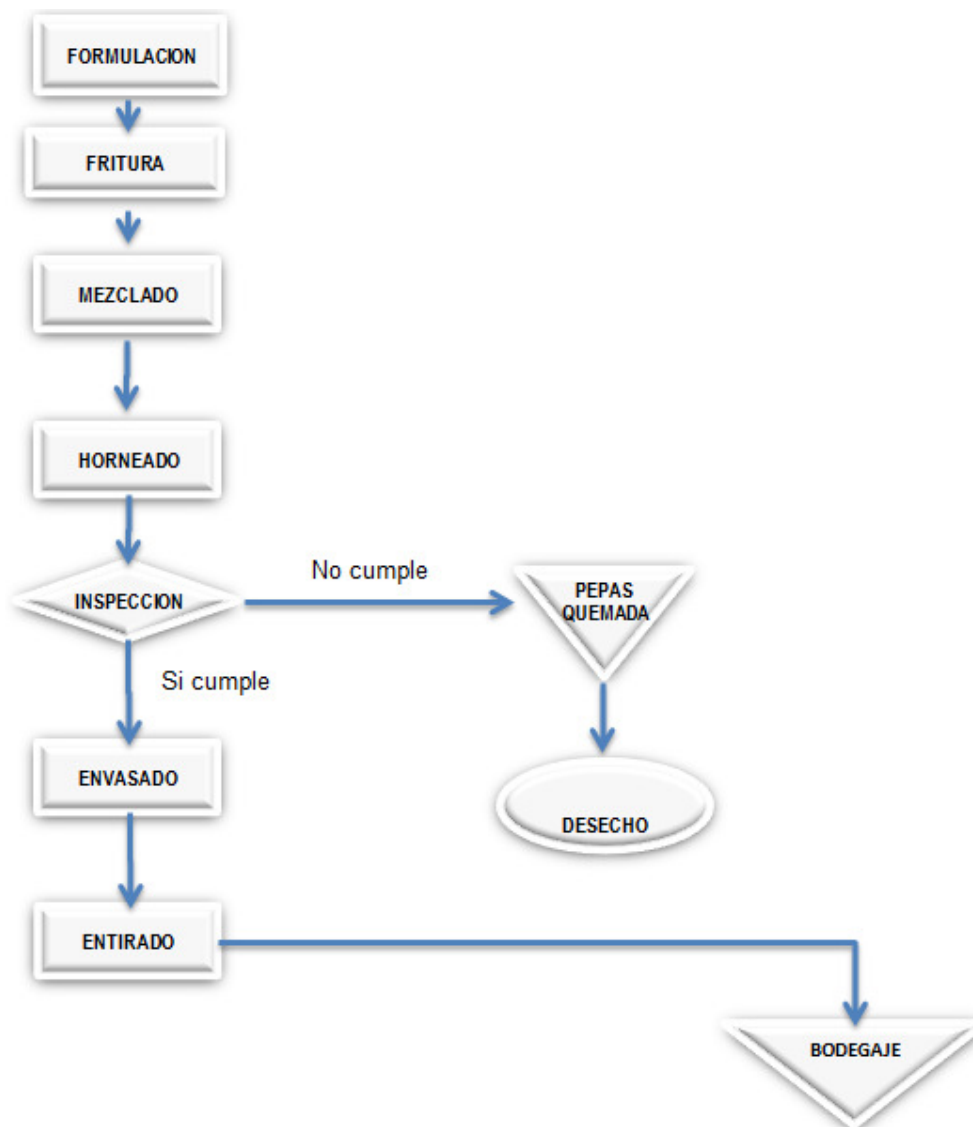 FORMULACION
FRITURA
MEZCLADO
HORNEADO
INSPECCION
No cumple
PEPAS
QUEMADA
Si cumple
ENVASADO
DESECHO
ENTIRADO
BODEGAJE